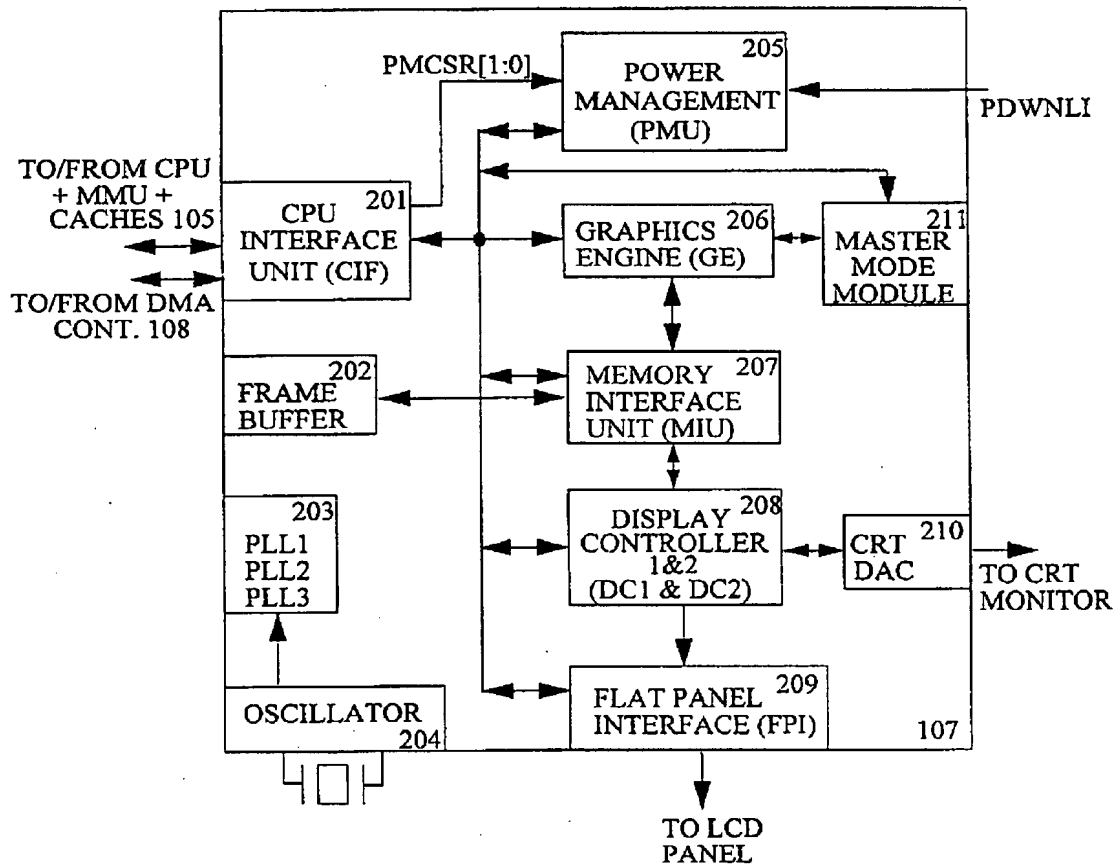 205
POWER
MANAGEMENT
(PMU)
PMCSR[1:0]
PDWNLI
TO/FROM CPU
+ MMU +
CACHES 105
201
CPU
INTERFACE
UNIT (CIF)
206
GRAPHICS
ENGINE (GE)
211
MASTER
MODE
MODULE
TO/FROM DMA
CONT. 108
202
FRAME
BUFFER
207
MEMORY
INTERFACE
UNIT (MIU)
203
PLL1
PLL2
PLL3
208
DISPLAY
CONTROLLER
1&2
(DC1 & DC2)
210
CRT
DAC
TO CRT
MONITOR
OSCILLATOR
204
209
FLAT PANEL
INTERFACE (FPI)
107
TO LCD
PANEL